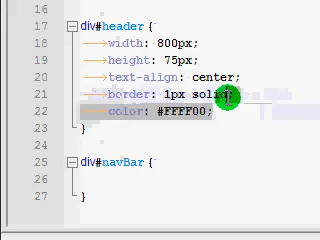 16
17 div#header {
18 width: 800px;
19 height: 75px;
20 text-align: center;
21 border: 1px solid;
22 color: #FFFF00;
23 }
24
25 div#navBar {
26
27 }